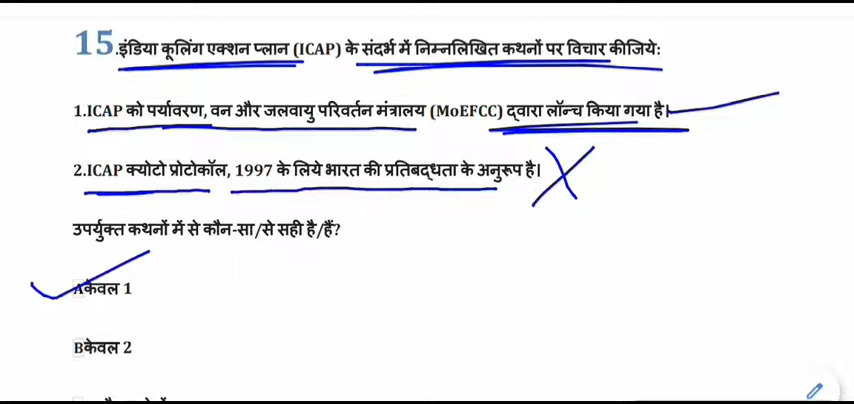 15.इंडिया कूलिंग एक्शन प्लान (ICAP) के संदर्भ में निम्नलिखित कथनों पर विचार कीजिये:
1.ICAP को पर्यावरण, वन और जलवायु परिवर्तन मंत्रालय (MoEFCC) द्वारा लॉन्च किया गया है।
2.ICAP क्योटो प्रोटोकॉल, 1997 के लिये भारत की प्रतिबद्धता के अनुरूप है।
उपर्युक्त कथनों में से कौन-सा/से सही है/हैं?
Aकेवल 1
Bकेवल 2